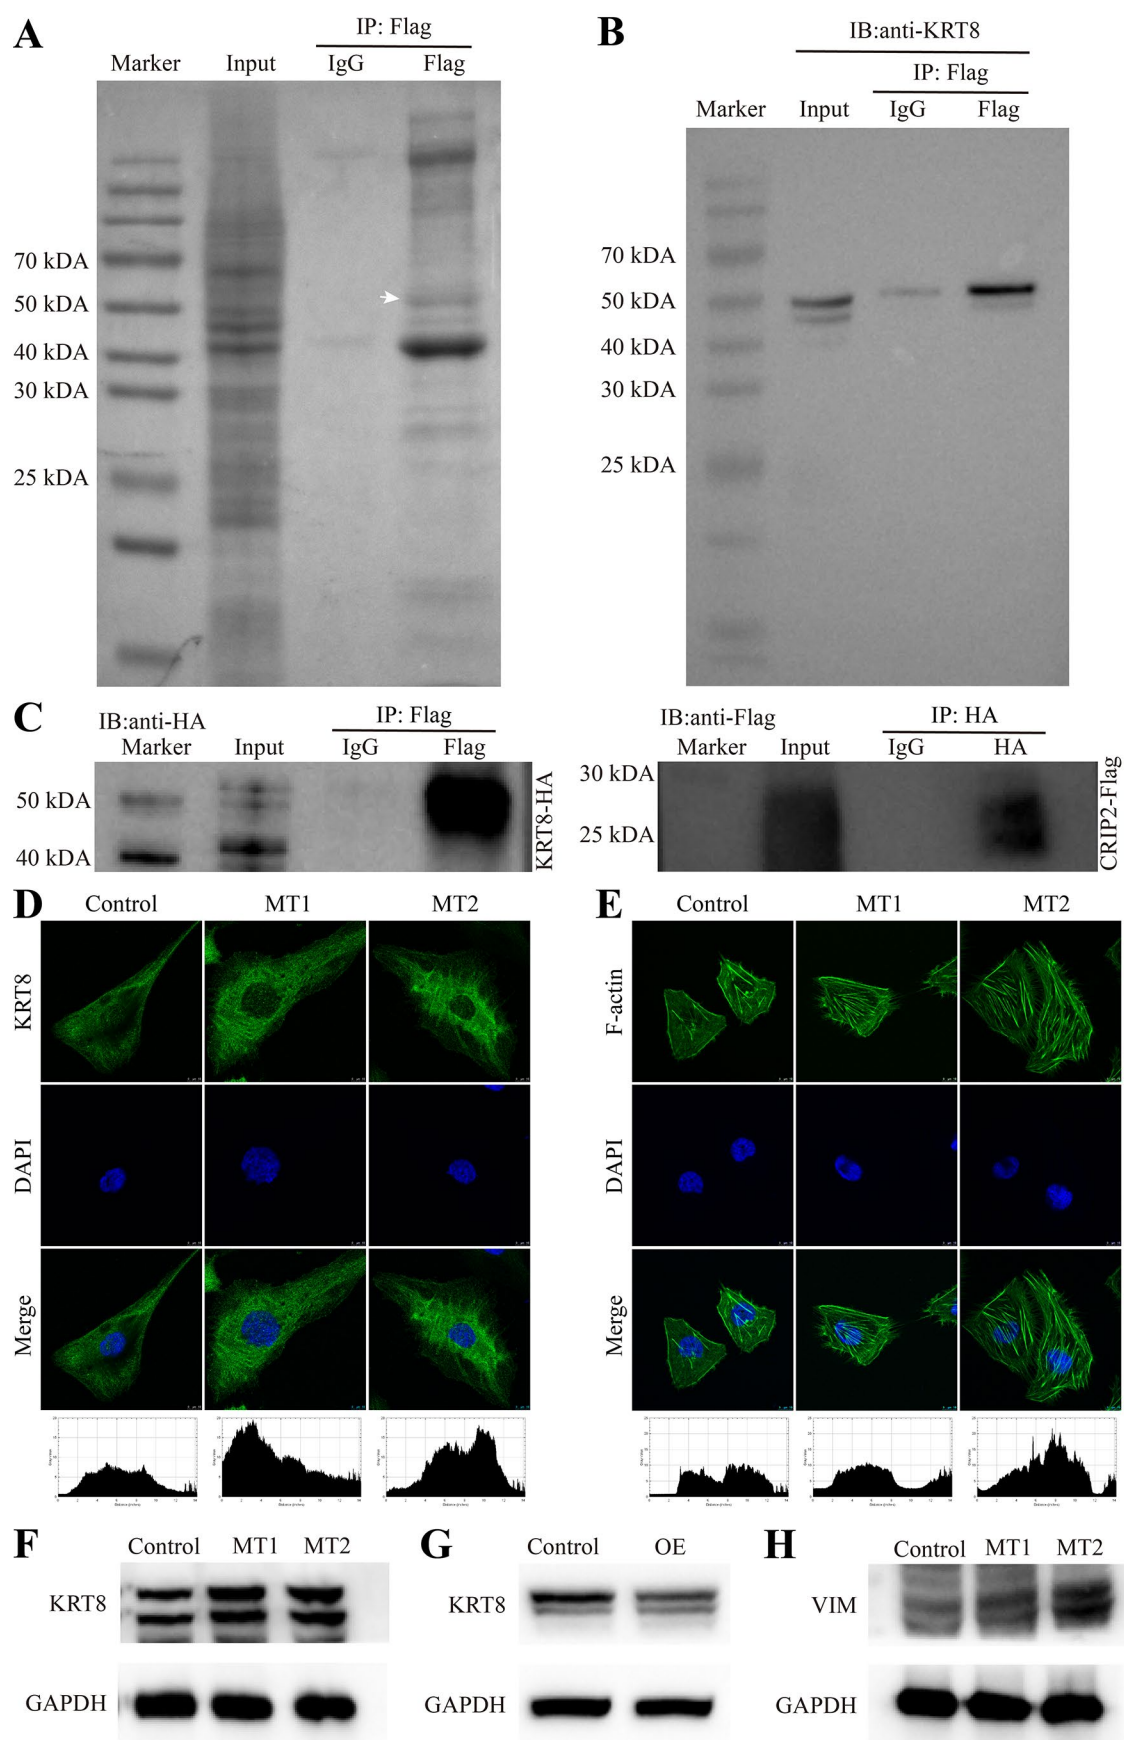 A
IP: Flag
Marker Input IgG Flag
70 kDA
50 kDA
40 kDA
30 kDA
25 kDA
B
IB:anti-KRT8
IP: Flag
Marker Input IgG Flag
70 kDA
50 kDA
40 kDA
30 kDA
25 kDA
C
IB:anti-HA
IP: Flag
Marker Input IgG Flag
50 kDA
40 kDA
KRT8-HA
IB:anti-Flag
IP: HA
Marker Input IgG HA
30 kDA
25 kDA
CRIP2-Flag
D
Control MT1 MT2
KRT8
DAPI
Merge
E
Control MT1 MT2
F-actin
DAPI
Merge
F
Control MT1 MT2
KRT8
GAPDH
G
Control OE
KRT8
GAPDH
H
Control MT1 MT2
VIM
GAPDH